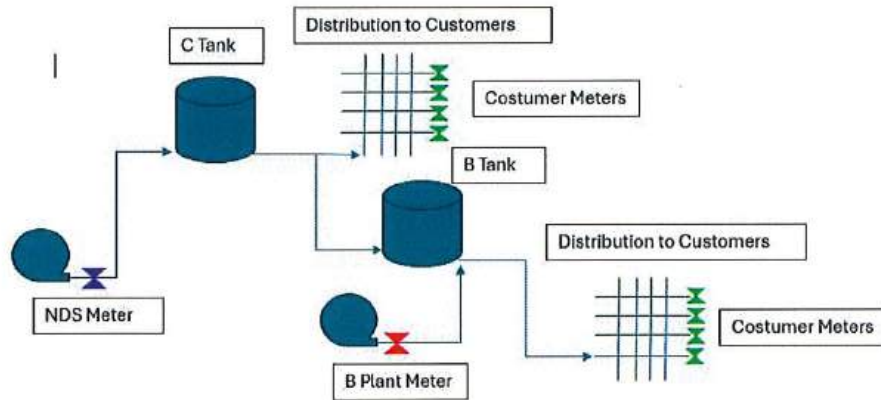 Distribution to Customers
C Tank
Costumer Meters
B Tank
Distribution to Customers
NDS Meter
Costumer Meters
B Plant Meter